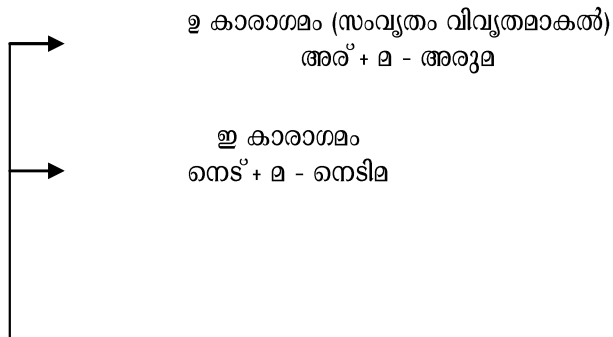 ഉ കാരാഗമം (സംവൃതം വിവൃതമാകൽ)
അര് + മ - അരുമ
ഇ കാരാഗമം
നെട് + മ - നെടിമ